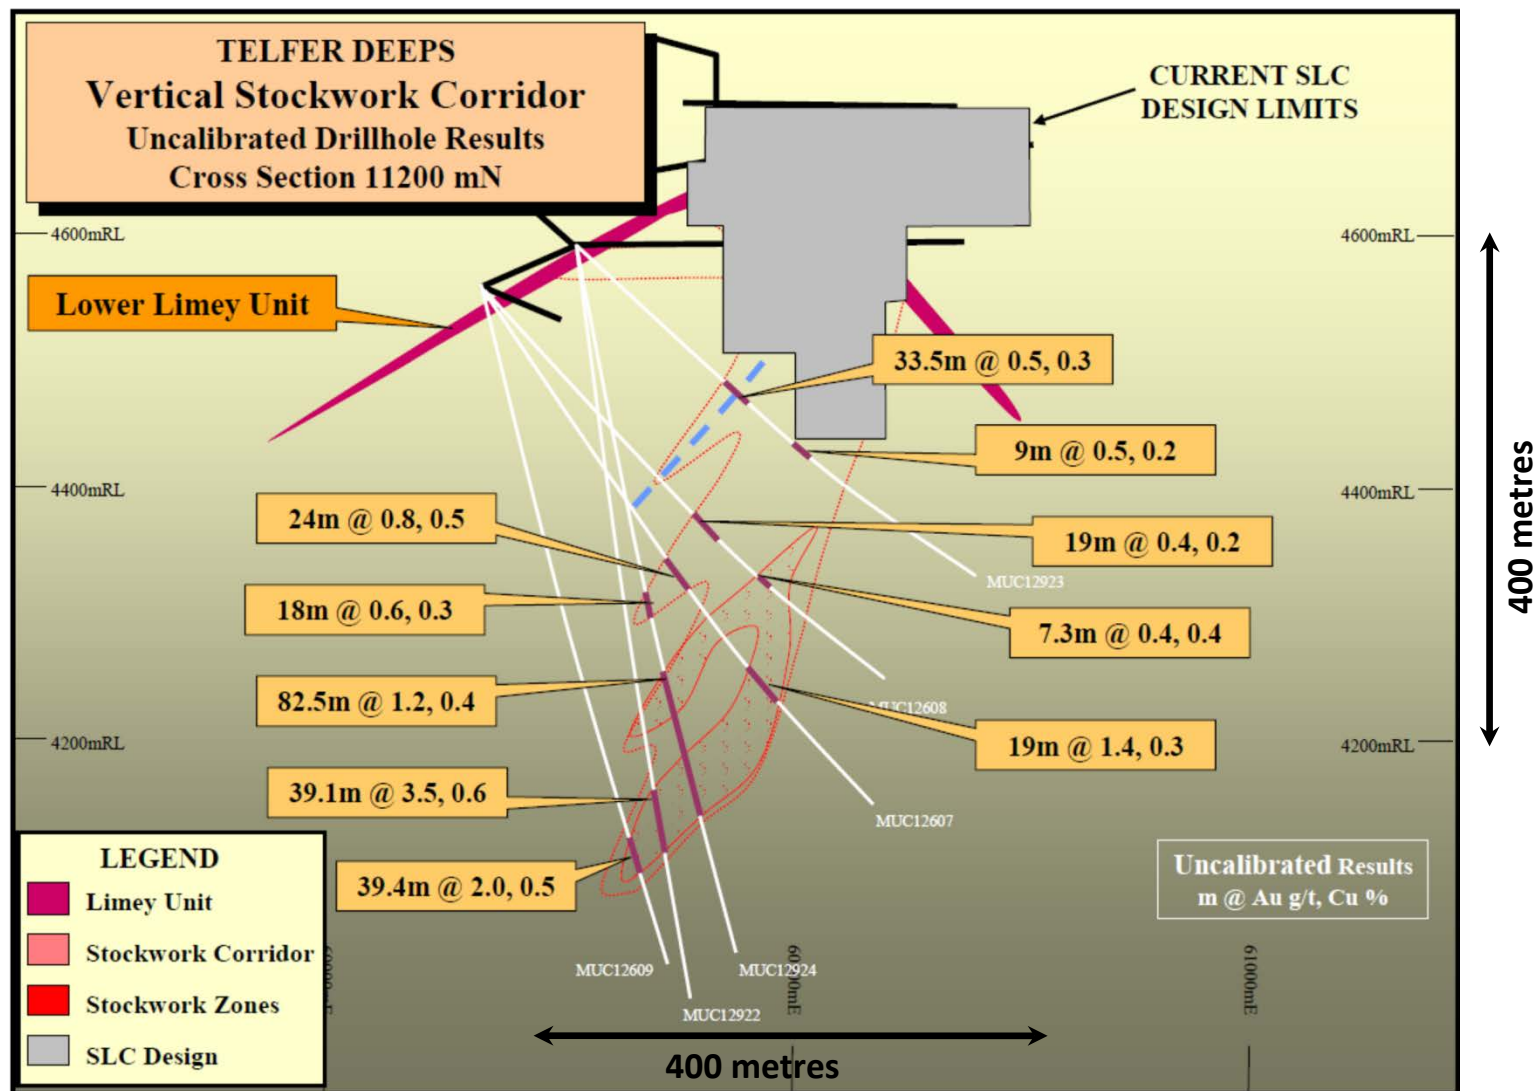 TELFER DEEPS
Vertical Stockwork Corridor
Uncalibrated Drillhole Results
Cross Section 11200 mN
CURRENT SLC
DESIGN LIMITS
4600mRL
4600mRL
Lower Limey Unit
33.5m @ 0.5, 0.3
9m @ 0.5, 0.2
4400mRL
4400mRL
24m @ 0.8, 0.5
19m @ 0.4, 0.2
MUC12923
18m @ 0.6, 0.3
7.3m @ 0.4, 0.4
82.5m @ 1.2, 0.4
MUC12608
4200mRL
19m @ 1.4, 0.3
4200mRL
39.1m @ 3.5, 0.6
MUC12607
39.4m @ 2.0, 0.5
400 metres
LEGEND
Limey Unit
Stockwork Corridor
Stockwork Zones
SLC Design
Uncalibrated Results
m @ Au g/t, Cu %
MUC12609
MUC12924
MUC12922
61000mE
400 metres